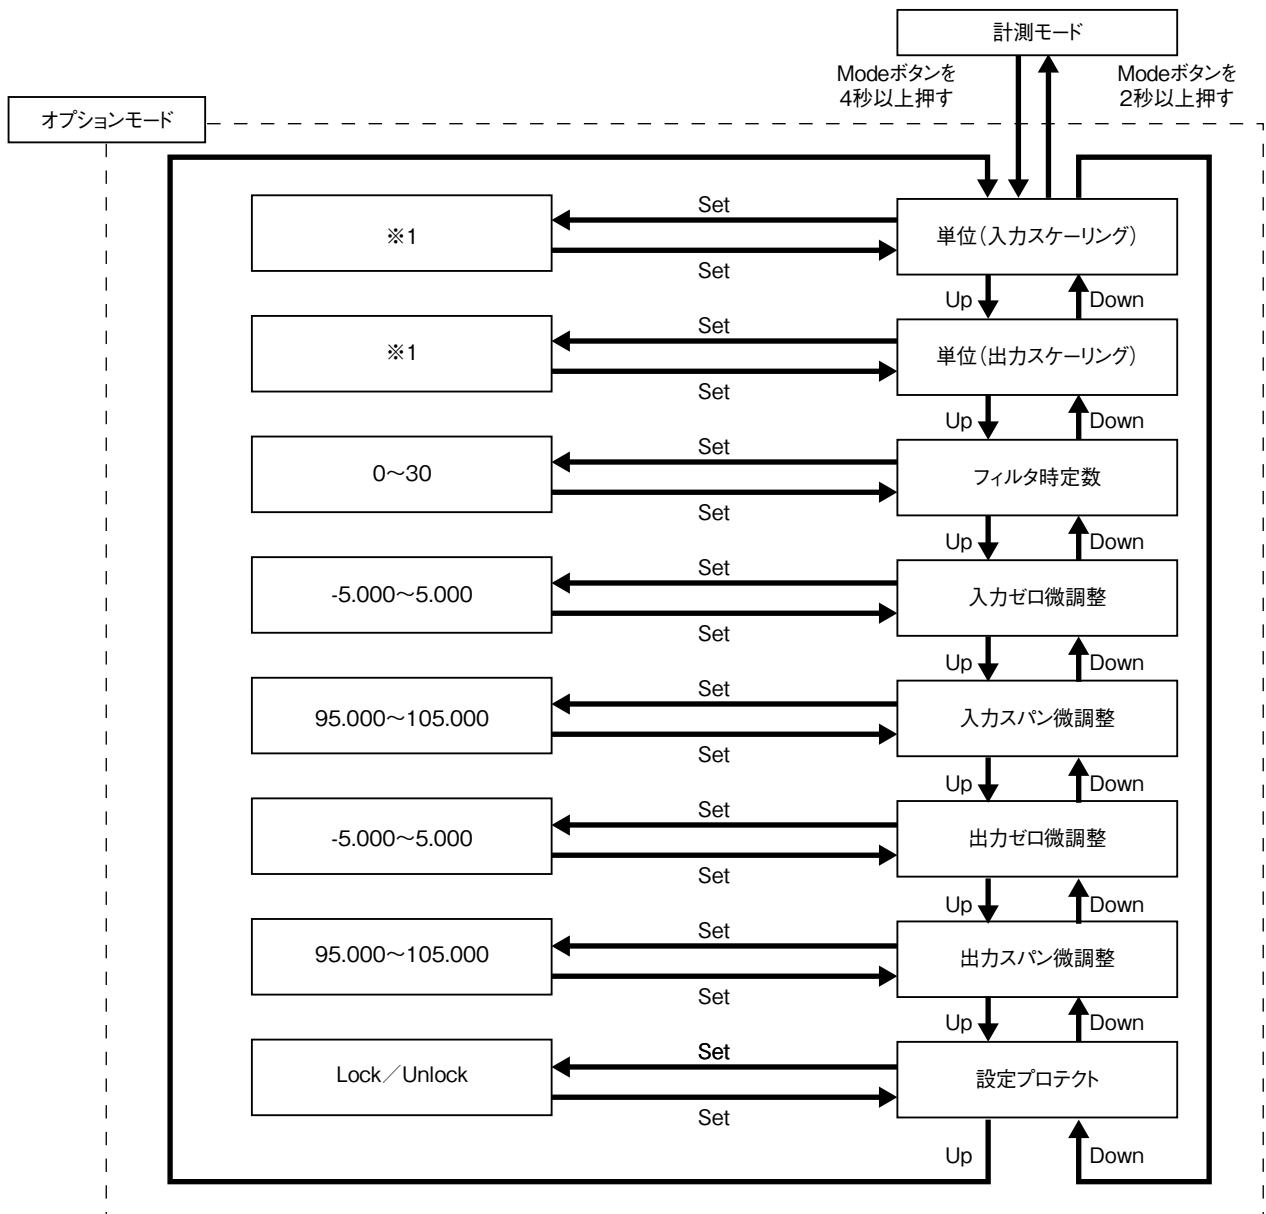 計測モード
Modeボタンを
4秒以上押す
Modeボタンを
2秒以上押す
オプションモード
Set
※1
単位（入力スケーリング）
Set
Up
Down
Set
※1
単位（出力スケーリング）
Set
Up
Down
Set
0〜30
フィルタ時定数
Set
Up
Down
Set
-5.000〜5.000
入力ゼロ微調整
Set
Up
Down
Set
95.000〜105.000
入力スパン微調整
Set
Up
Down
Set
-5.000〜5.000
出力ゼロ微調整
Set
Up
Down
Set
95.000〜105.000
出力スパン微調整
Set
Up
Down
Set
Lock／Unlock
設定プロテクト
Set
Up
Down